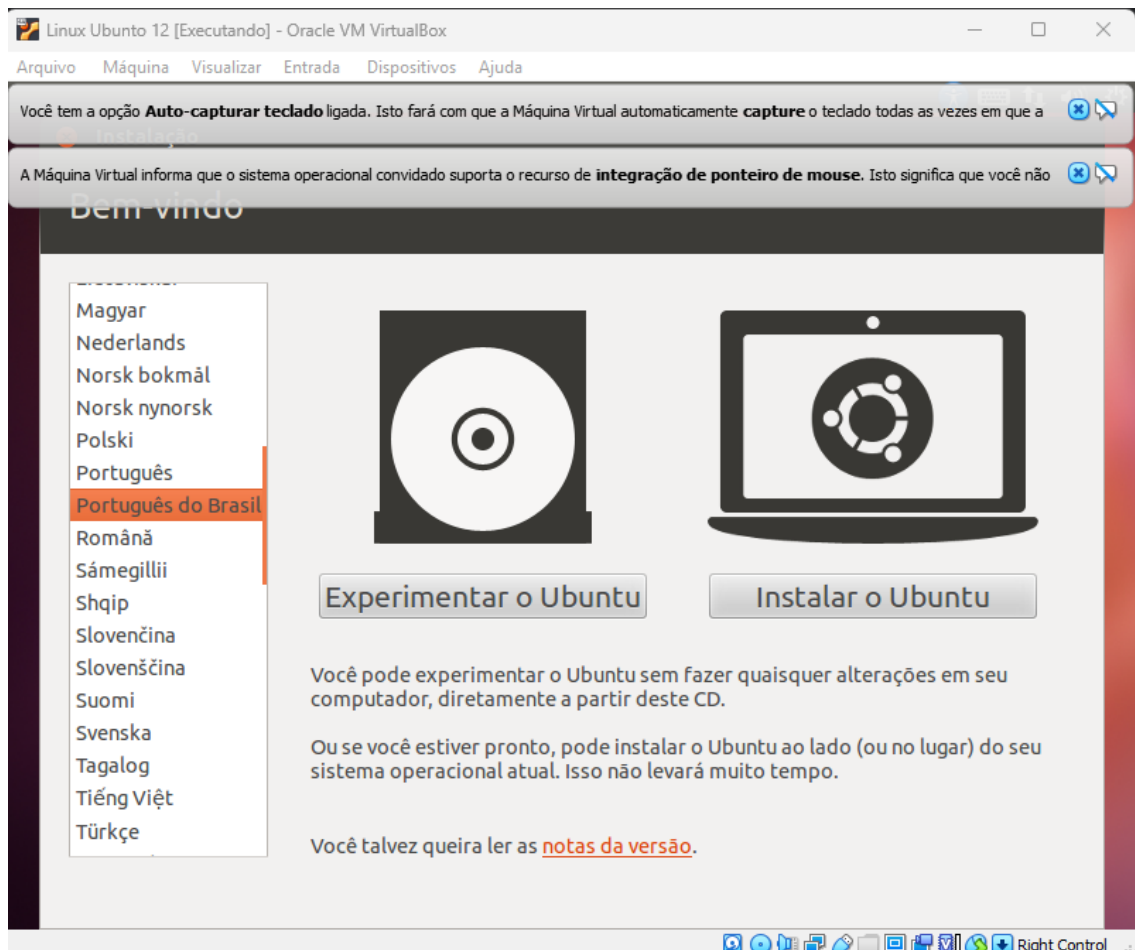 Linux Ubunto 12 [Executando] - Oracle VM VirtualBox
Arquivo Máquina Visualizar Entrada Dispositivos Ajuda
Você tem a opção Auto-capturar teclado ligada. Isto fará com que a Máquina Virtual automaticamente capture o teclado todas as vezes em que a
Instalação
A Máquina Virtual informa que o sistema operacional convidado suporta o recurso de integração de ponteiro de mouse. Isto significa que você não
Bem-vindo
Magyar
Nederlands
Norsk bokmål
Norsk nynorsk
Polski
Português
Português do Brasil
Română
Sámegillii
Shqip
Slovenčina
Slovenščina
Suomi
Svenska
Tagalog
Tiếng Việt
Türkçe
Experimentar o Ubuntu
Instalar o Ubuntu
Você pode experimentar o Ubuntu sem fazer quaisquer alterações em seu
computador, diretamente a partir deste CD.
Ou se você estiver pronto, pode instalar o Ubuntu ao lado (ou no lugar) do seu
sistema operacional atual. Isso não levará muito tempo.
Você talvez queira ler as notas da versão.
Right Control